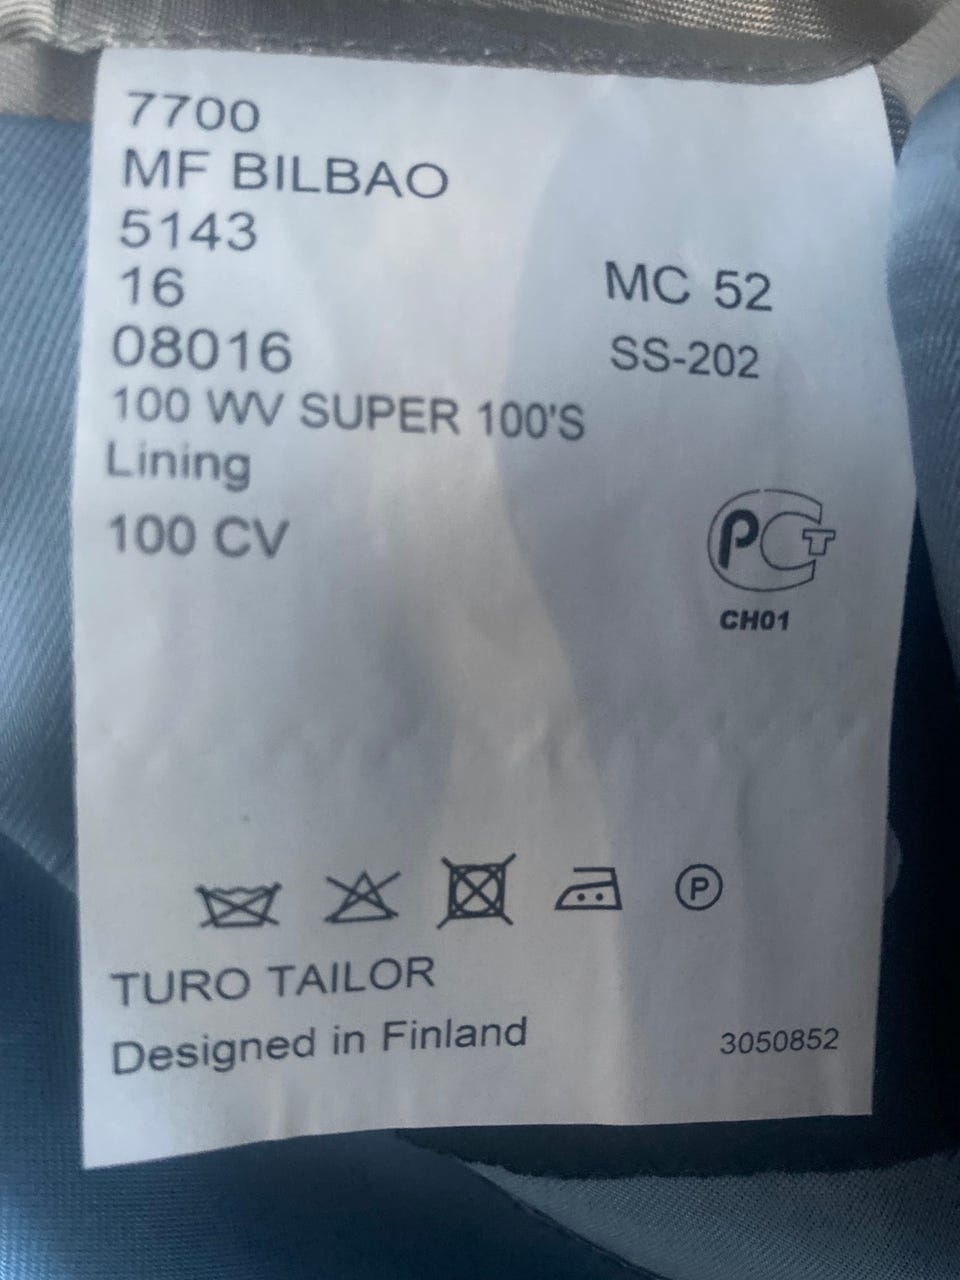 7700
MF BILBAO
5143
16
MC 52
08016
SS-202
100 WV SUPER 100'S
Lining
100 CV
PCT
CH01
P
TURO TAILOR
Designed in Finland
3050852